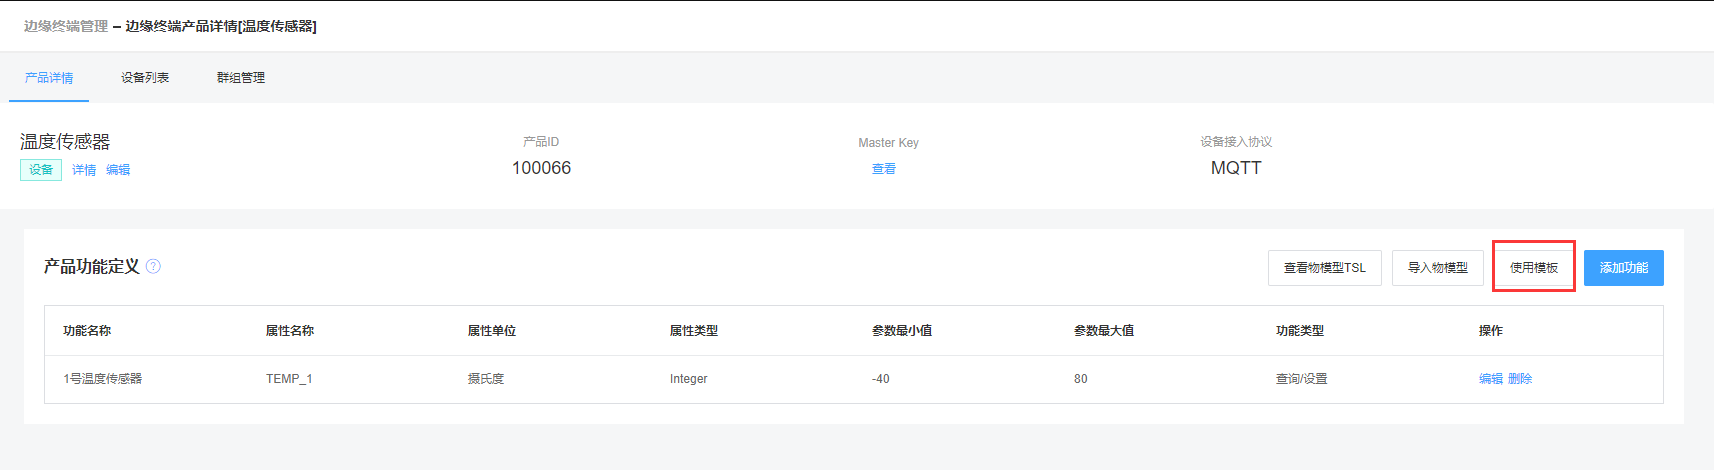 边缘终端管理 – 边缘终端产品详情[温度传感器]
产品详情 设备列表 群组管理
温度传感器 产品ID Master Key 设备接入协议
设备 详情 编辑 100066 查看 MQTT
产品功能定义 ? 查看物模型TSL 导入物模型 使用模板 添加功能
功能名称 属性名称 属性单位 属性类型 参数最小值 参数最大值 功能类型 操作
1号温度传感器 TEMP_1 摄氏度 Integer -40 80 查询/设置 编辑 删除